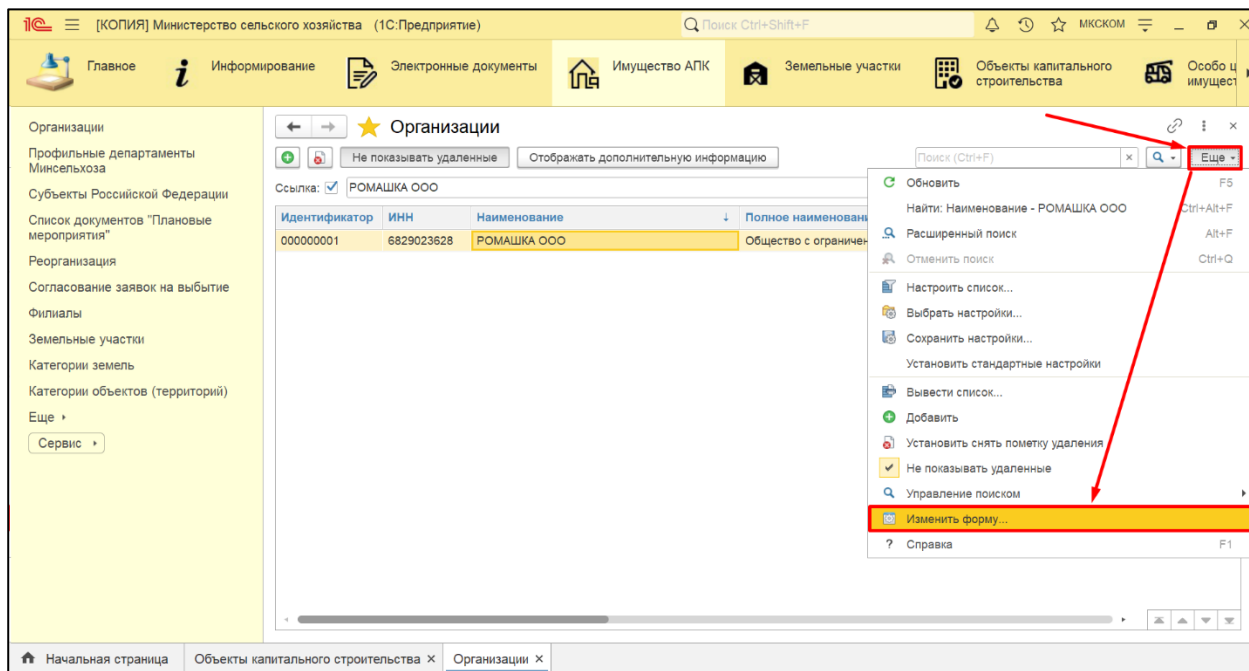 [КОПИЯ] Министерство сельского хозяйства (1С:Предприятие)
Поиск Ctrl+Shift+F
МКСКОМ
Главное
Информирование
Электронные документы
Имущество АПК
Земельные участки
Объекты капитального
строительства
Особо ц
имущест
Организации
Профильные департаменты
Минсельхоза
Субъекты Российской Федерации
Список документов "Плановые
мероприятия"
Реорганизация
Согласование заявок на выбытие
Филиалы
Земельные участки
Категории земель
Категории объектов (территорий)
Еще
Сервис
Организации
Не показывать удаленные
Отображать дополнительную информацию
Поиск (Ctrl+F)
Еще
Ссылка:
РОМАШКА ООО
Идентификатор ИНН Наименование Полное наименовани
000000001 6829023628 РОМАШКА ООО Общество с ограничен
Обновить F5
Найти: Наименование - РОМАШКА ООО Ctrl+Alt+F
Расширенный поиск Alt+F
Отменить поиск Ctrl+Q
Настроить список...
Выбрать настройки...
Сохранить настройки...
Установить стандартные настройки
Вывести список...
Добавить
Установить снять пометку удаления
Не показывать удаленные
Управление поиском
Изменить форму...
? Справка F1
Начальная страница
Объекты капитального строительства ×
Организации ×